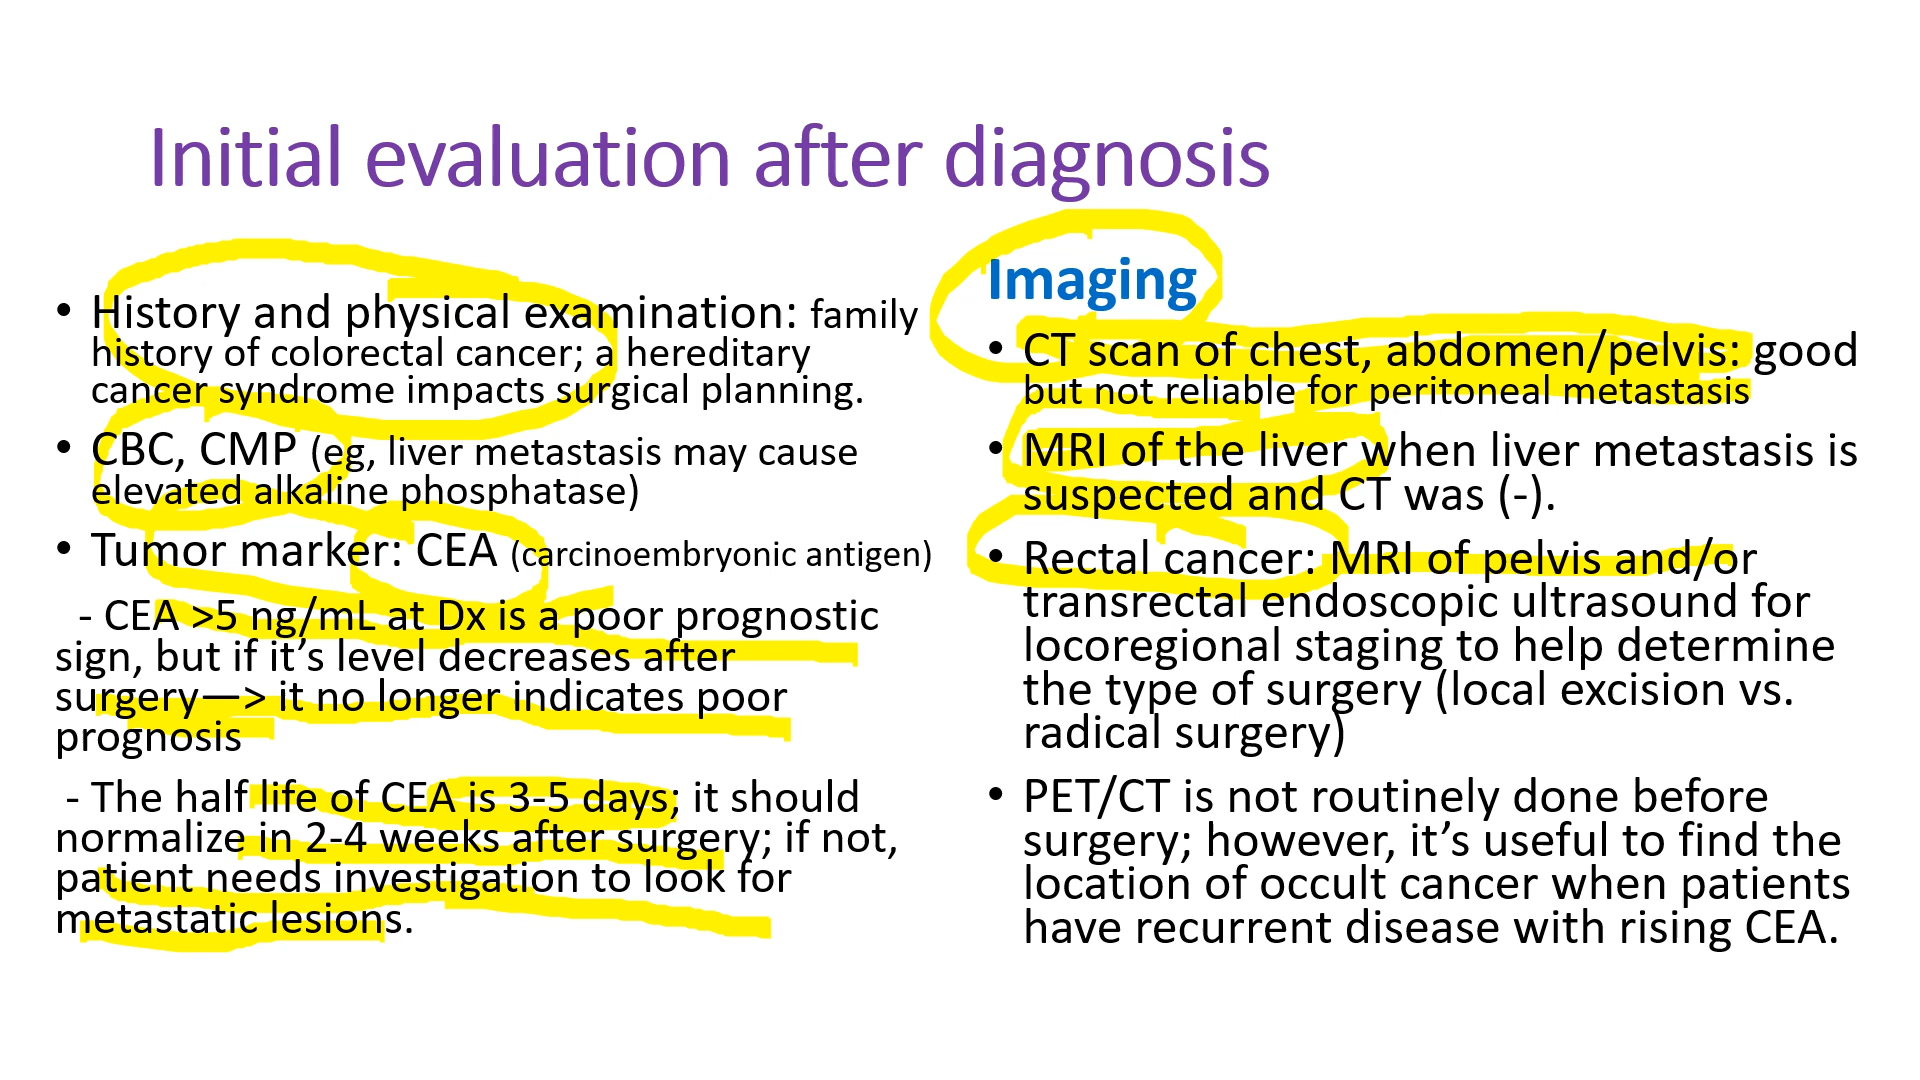 Initial evaluation after diagnosis
• History and physical examination: family
history of colorectal cancer; a hereditary
cancer syndrome impacts surgical planning.
• CBC, CMP (eg, liver metastasis may cause
elevated alkaline phosphatase)
• Tumor marker: CEA (carcinoembryonic antigen)
- CEA >5 ng/mL at Dx is a poor prognostic
sign, but if it’s level decreases after
surgery—> it no longer indicates poor
prognosis
- The half life of CEA is 3-5 days; it should
normalize in 2-4 weeks after surgery; if not,
patient needs investigation to look for
metastatic lesions.
Imaging
• CT scan of chest, abdomen/pelvis: good
but not reliable for peritoneal metastasis
• MRI of the liver when liver metastasis is
suspected and CT was (-).
• Rectal cancer: MRI of pelvis and/or
transrectal endoscopic ultrasound for
locoregional staging to help determine
the type of surgery (local excision vs.
radical surgery)
• PET/CT is not routinely done before
surgery; however, it’s useful to find the
location of occult cancer when patients
have recurrent disease with rising CEA.